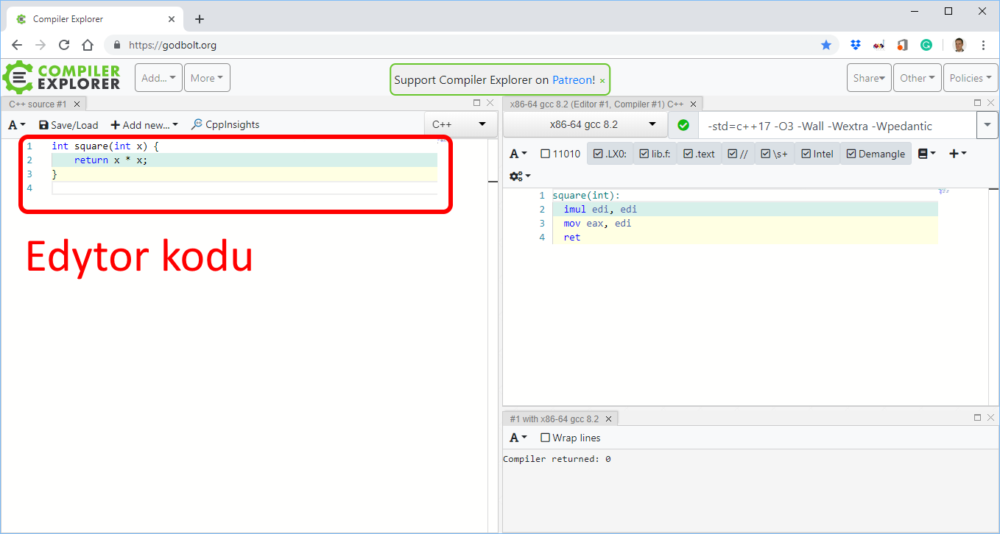 Compiler Explorer
https://godbolt.org
COMPILER
EXPLORER
Add...
More
Support Compiler Explorer on Patreon! ×
Share
Other
Policies
C++ source #1
A
Save/Load
Add new...
CppInsights
C++
1 int square(int x) {
2 return x * x;
3 }
4
Edytor kodu
x86-64 gcc 8.2 (Editor #1, Compiler #1) C++
x86-64 gcc 8.2
-std=c++17 -O3 -Wall -Wextra -Wpedantic
A
11010
.LX0:
lib.f:
.text
//
\s+
Intel
Demangle
1 square(int):
2 imul edi, edi
3 mov eax, edi
4 ret
#1 with x86-64 gcc 8.2
A
Wrap lines
Compiler returned: 0